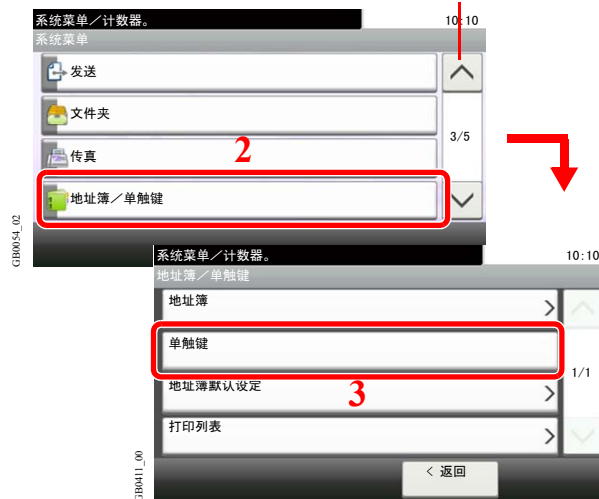 系统菜单／计数器。 10:10
系统菜单
发送
文件夹
3/5
传真
2
地址簿／单触键
GB0054_02
系统菜单／计数器。 10:10
地址簿／单触键
地址簿
单触键
1/1
地址簿默认设定
3
打印列表
GB0411_00
< 返回